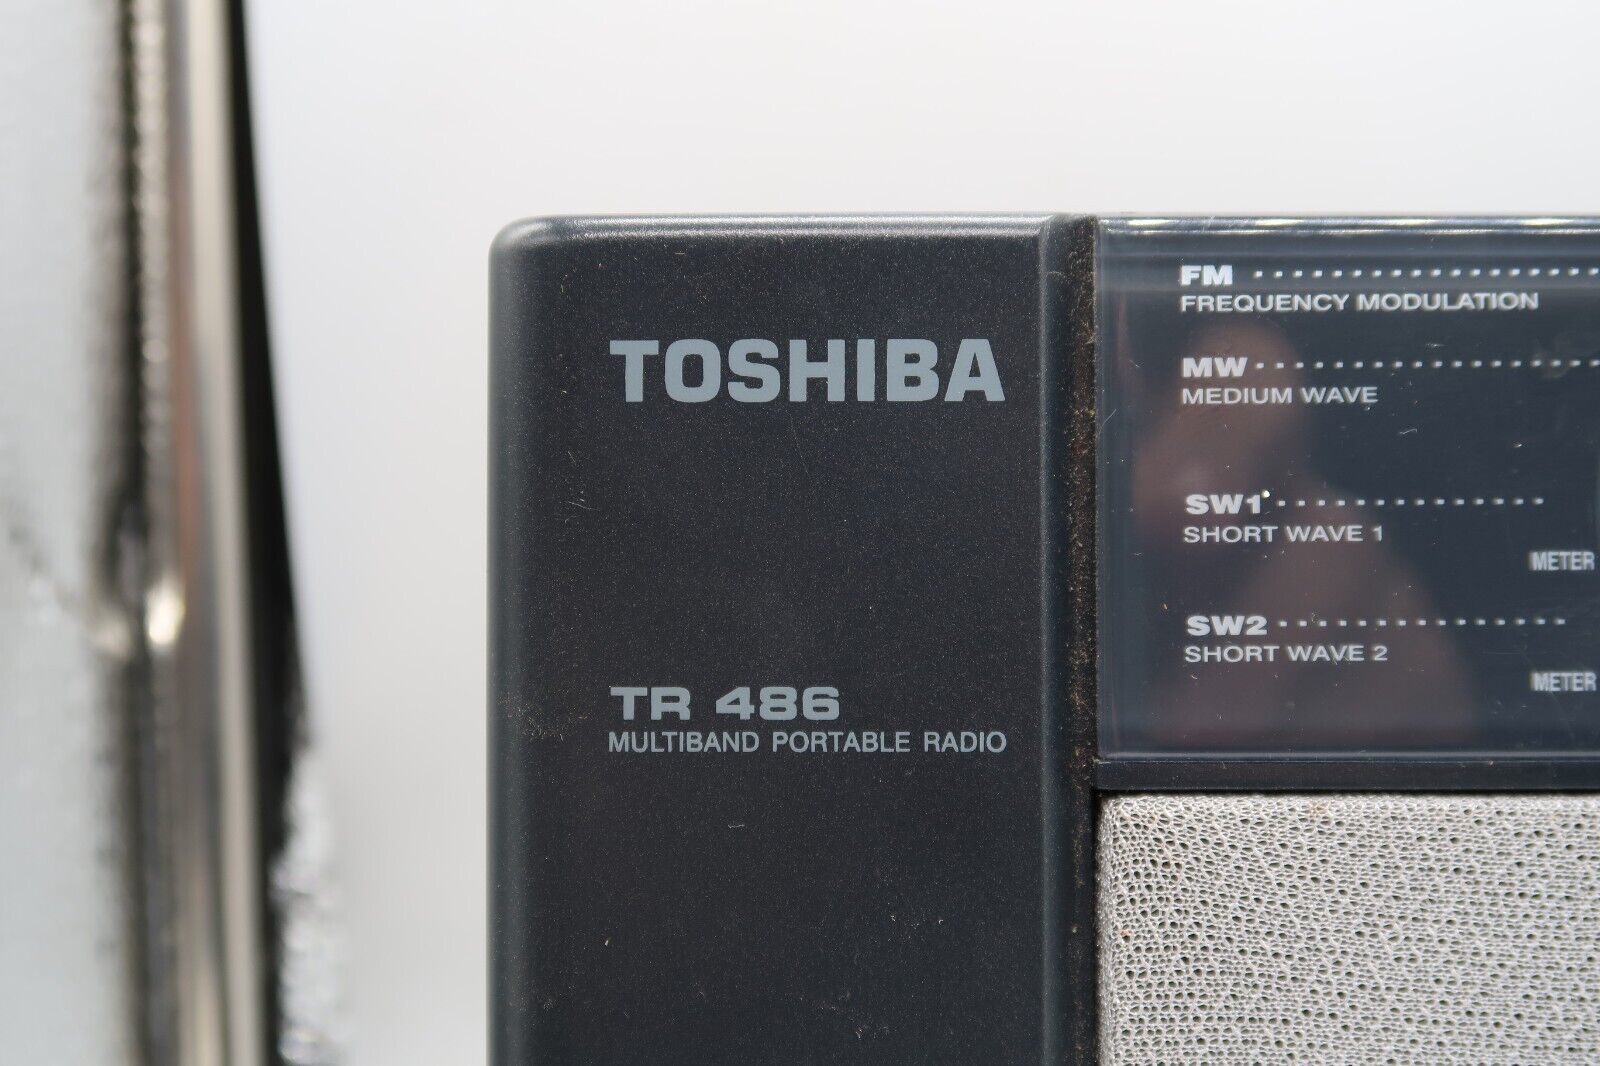 TOSHIBA
TR 486
MULTIBAND PORTABLE RADIO
FM
FREQUENCY MODULATION
MW
MEDIUM WAVE
SW1
SHORT WAVE 1
METER
SW2
SHORT WAVE 2
METER